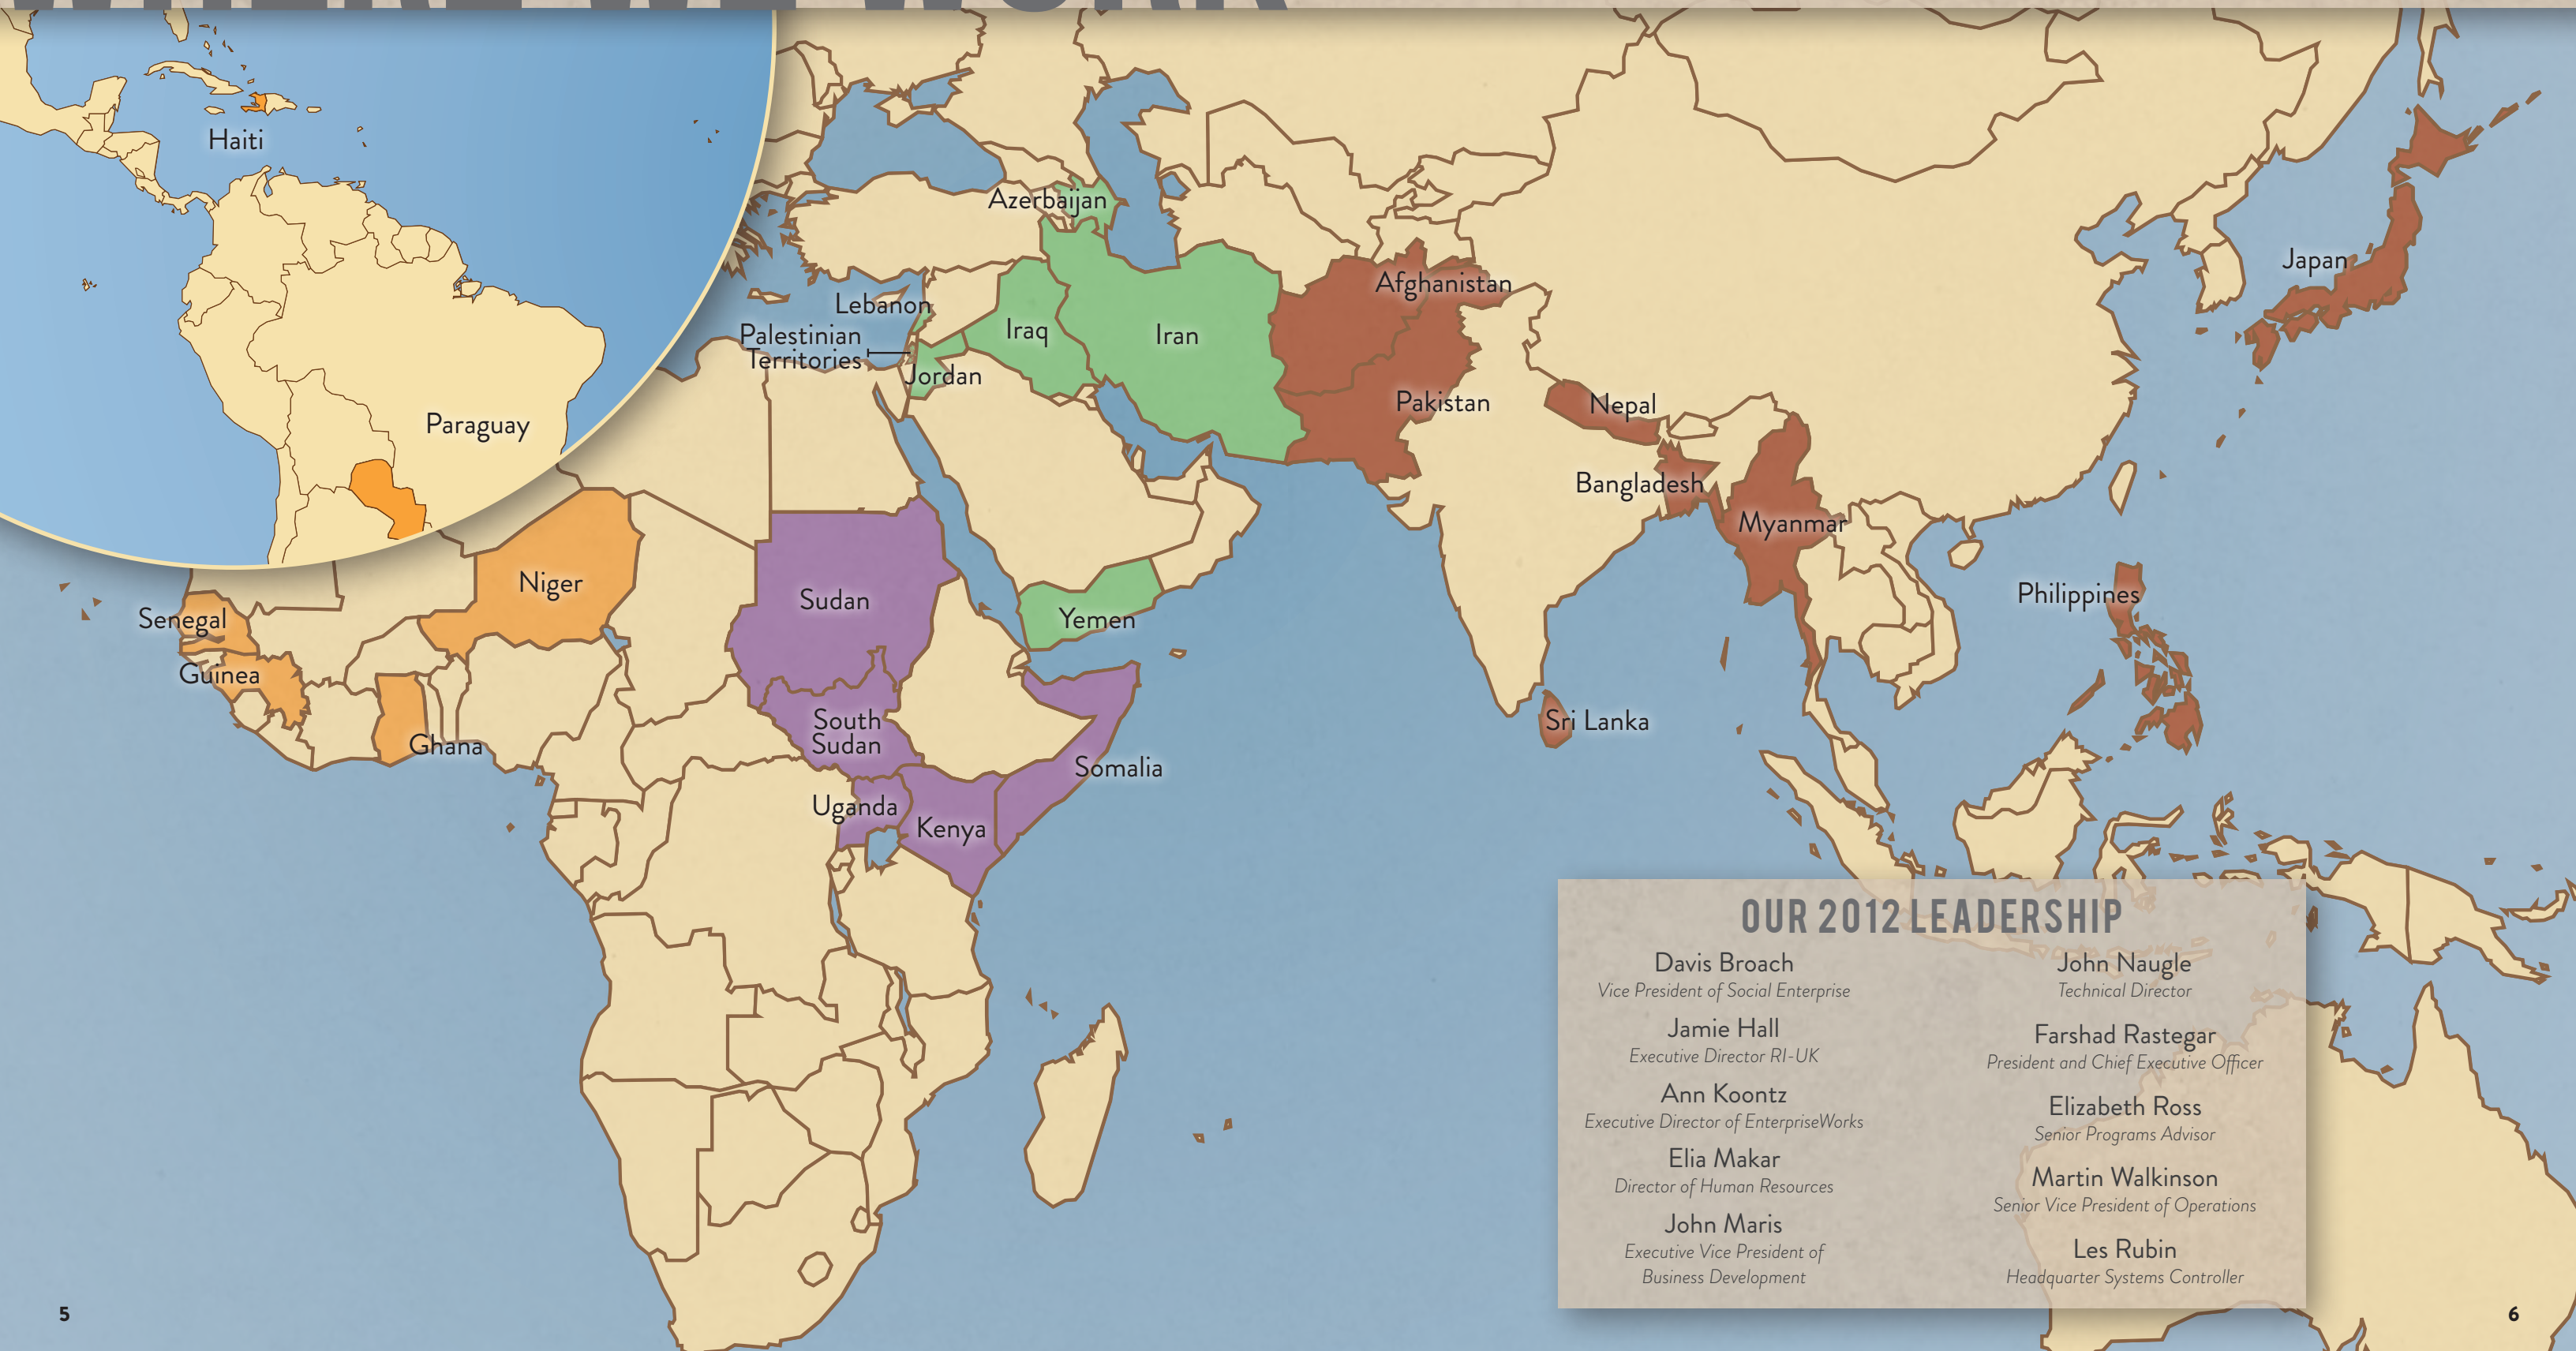 Haiti
Paraguay
Azerbaijan
Lebanon
Palestinian
Territories
Jordan
Iraq
Iran
Afghanistan
Pakistan
Nepal
Bangladesh
Myanmar
Japan
Philippines
Sri Lanka
Senegal
Guinea
Niger
Ghana
Sudan
South
Sudan
Yemen
Somalia
Uganda
Kenya
OUR 2012 LEADERSHIP
Davis Broach
Vice President of Social Enterprise
Jamie Hall
Executive Director RI-UK
Ann Koontz
Executive Director of EnterpriseWorks
Elia Makar
Director of Human Resources
John Maris
Executive Vice President of
Business Development
John Naugle
Technical Director
Farshad Rastegar
President and Chief Executive Officer
Elizabeth Ross
Senior Programs Advisor
Martin Walkinson
Senior Vice President of Operations
Les Rubin
Headquarter Systems Controller
5
6